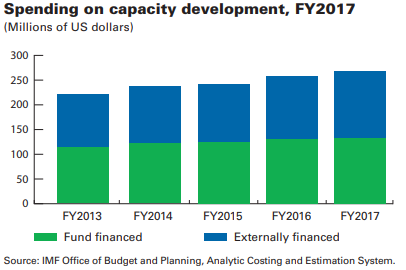 Spending on capacity development, FY2017
(Millions of US dollars)
300
250
200
150
100
50
0
FY2013 FY2014 FY2015 FY2016 FY2017
Fund financed Externally financed
Source: IMF Office of Budget and Planning, Analytic Costing and Estimation System.